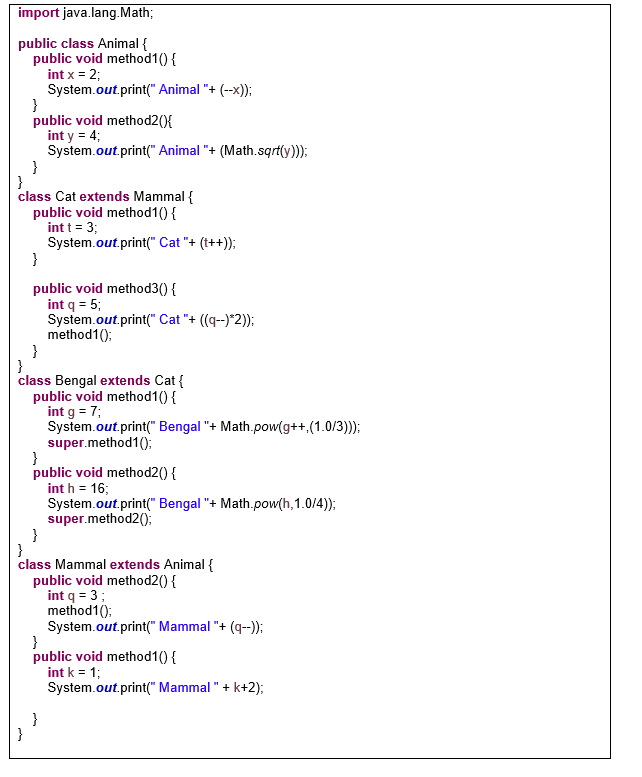 import java.lang.Math;
public class Animal {
public void method1() {
int x = 2;
System.out.print(" Animal "+ (--x));
}
public void method2(){
int y = 4;
System.out.print(" Animal "+ (Math.sqrt(y)));
}
}
class Cat extends Mammal {
public void method1() {
int t = 3;
System.out.print(" Cat "+ (t++));
}
public void method3() {
int q = 5;
System.out.print(" Cat "+ ((q--)*2));
method1();
}
}
class Bengal extends Cat {
public void method1() {
int g = 7;
System.out.print(" Bengal "+ Math.pow(g++,(1.0/3)));
super.method1();
}
public void method2() {
int h = 16;
System.out.print(" Bengal "+ Math.pow(h,1.0/4));
super.method2();
}
}
class Mammal extends Animal {
public void method2() {
int q = 3 ;
method1();
System.out.print(" Mammal "+ (q--));
}
public void method1() {
int k = 1;
System.out.print(" Mammal " + k+2);
}
}